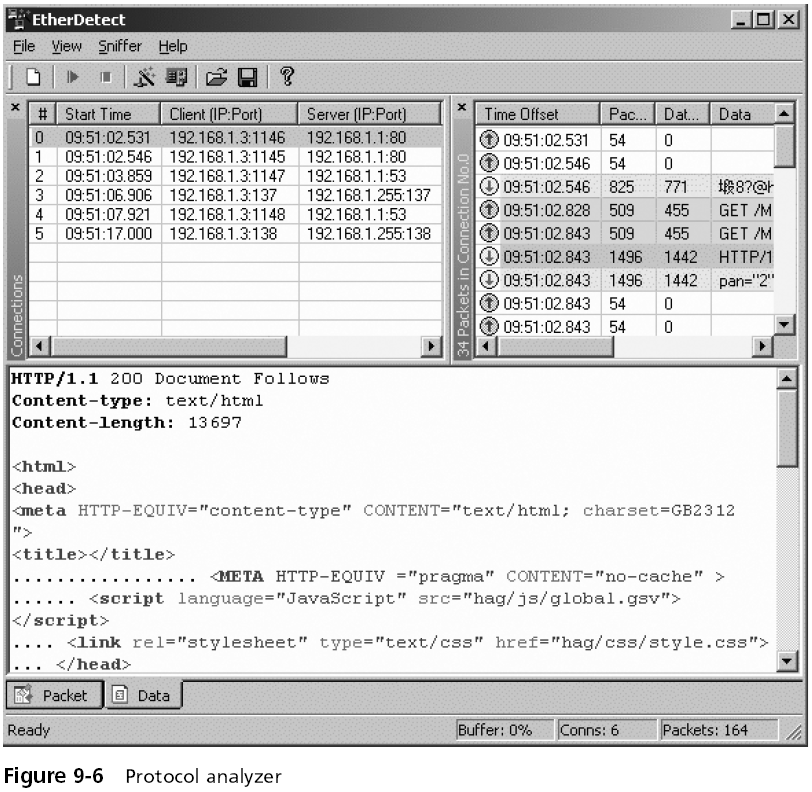 EtherDetect
File View Sniffer Help
# Start Time Client (IP:Port) Server (IP:Port)
0 09:51:02.531 192.168.1.3:1146 192.168.1.1:80
1 09:51:02.546 192.168.1.3:1145 192.168.1.1:80
2 09:51:03.859 192.168.1.3:1147 192.168.1.1:53
3 09:51:06.906 192.168.1.3:137 192.168.1.255:137
4 09:51:07.921 192.168.1.3:1148 192.168.1.1:53
5 09:51:17.000 192.168.1.3:138 192.168.1.255:138
Connections
34 Packets in Connection No.0
Time Offset Pac... Dat... Data
09:51:02.531 54 0
09:51:02.546 54 0
09:51:02.546 825 771 8?@
09:51:02.828 509 455 GET /M
09:51:02.843 509 455 GET /M
09:51:02.843 1496 1442 HTTP/1
09:51:02.843 1496 1442 pan="2"
09:51:02.843 54 0
09:51:02.843 54 0
HTTP/1.1 200 Document Follows
Content-type: text/html
Content-length: 13697
<html>
<head>
<meta HTTP-EQUIV="content-type" CONTENT="text/html; charset=GB2312
">
<title></title>
................. <META HTTP-EQUIV ="pragma" CONTENT="no-cache" >
...... <script language="JavaScript" src="hag/js/global.gsv">
</script>
.... <link rel="stylesheet" type="text/css" href="hag/css/style.css">
... </head>
Packet Data
Ready Buffer: 0% Conns: 6 Packets: 164
Figure 9-6 Protocol analyzer